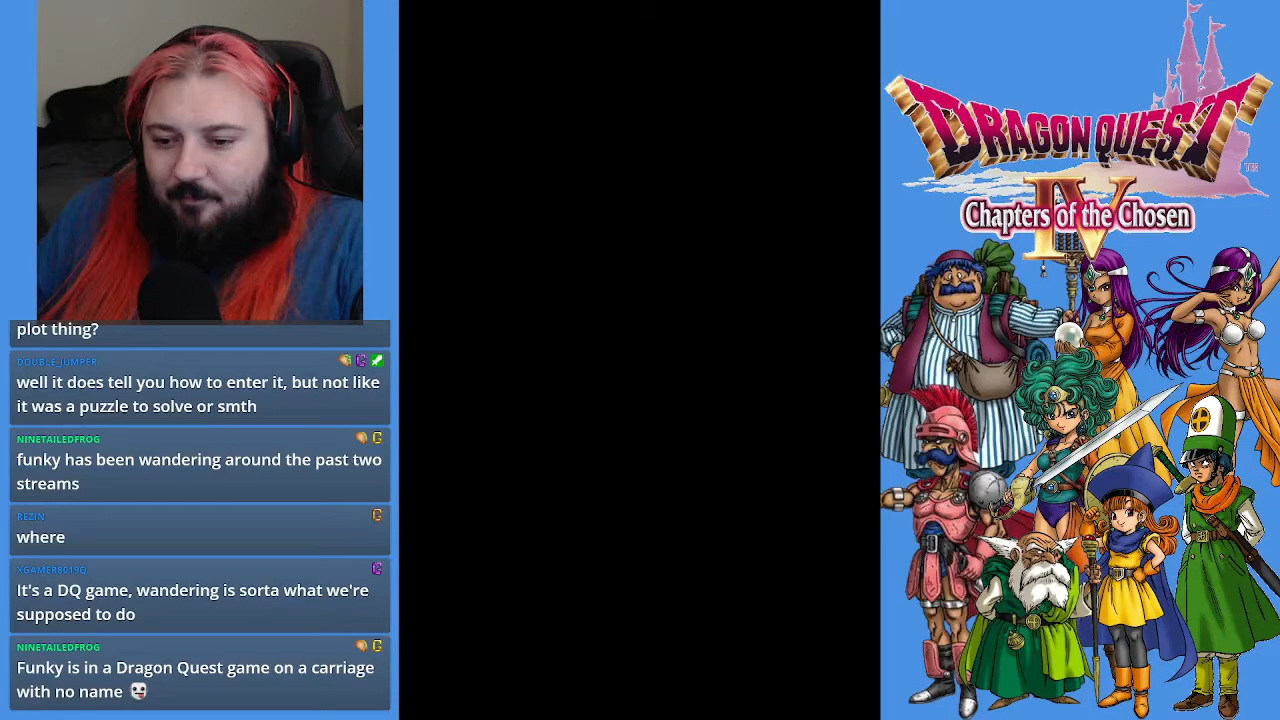 plot thing?
DOUBLE_JUMPER
well it does tell you how to enter it, but not like
it was a puzzle to solve or smth
NINETAILEDFROG
funky has been wandering around the past two
streams
REZIN
where
XGAMER8019Q
It's a DQ game, wandering is sorta what we're
supposed to do
NINETAILEDFROG
Funky is in a Dragon Quest game on a carriage
with no name
DRAGON QUEST
TM
IV
Chapters of the Chosen